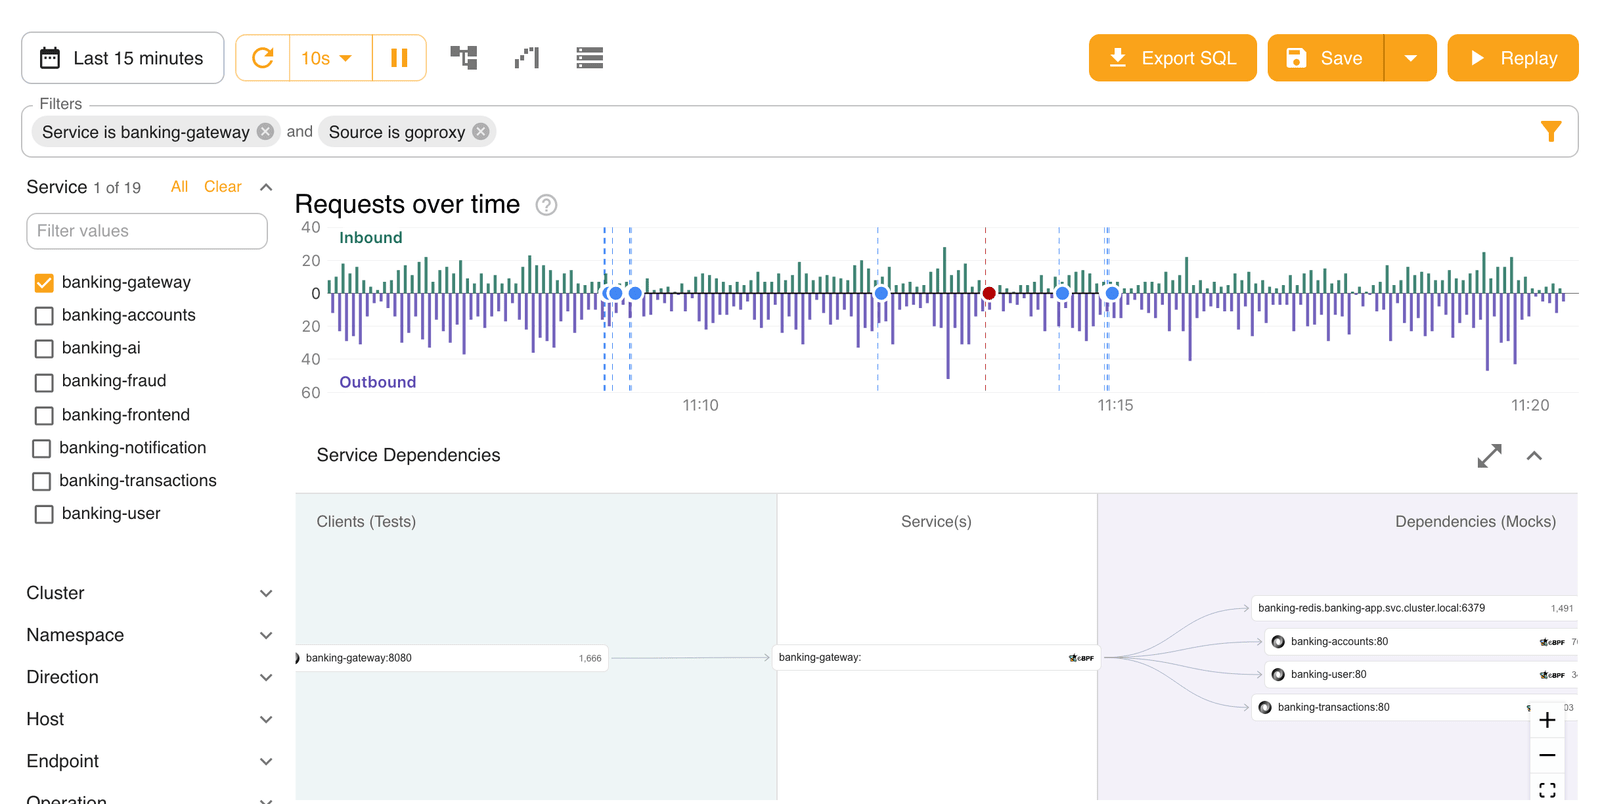 Last 15 minutes
10s
Export SQL
Save
Replay
Filters
Service is banking-gateway and Source is goproxy
Service 1 of 19 All Clear
Filter values
banking-gateway
banking-accounts
banking-ai
banking-fraud
banking-frontend
banking-notification
banking-transactions
banking-user
Cluster
Namespace
Direction
Host
Endpoint
Operation
Requests over time ?
40
20
0
20
40
60
Inbound
Outbound
11:10
11:15
11:20
Service Dependencies
Clients (Tests)
Service(s)
Dependencies (Mocks)
banking-gateway:8080 1,666
banking-gateway: eBPF
banking-redis.banking-app.svc.cluster.local:6379 1,491
banking-accounts:80 eBPF
banking-user:80 eBPF
banking-transactions:80 03